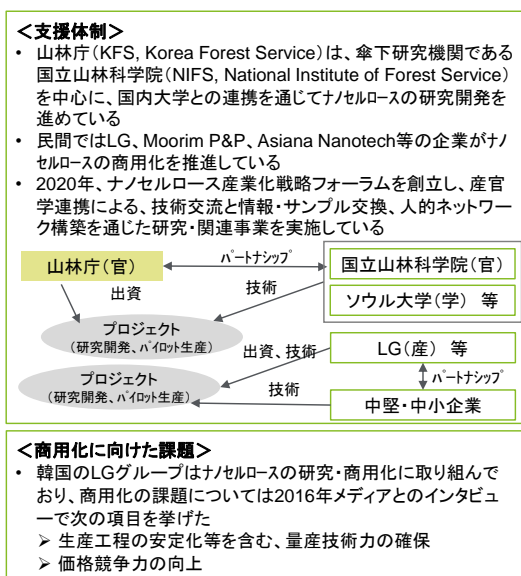 ＜支援体制＞
• 山林庁（KFS, Korea Forest Service）は、傘下研究機関である
国立山林科学院（NIFS, National Institute of Forest Service）
を中心に、国内大学との連携を通じてﾅﾉｾﾙﾛｰｽの研究開発を
進めている
• 民間ではLG、Moorim P&P、Asiana Nanotech等の企業がﾅﾉ
ｾﾙﾛｰｽの商用化を推進している
• 2020年、ナノセルロース産業化戦略フォーラムを創立し、産官
学連携による、技術交流と情報・サンプル交換、人的ネットワー
ク構築を通じた研究・関連事業を実施している
山林庁（官）
ﾊﾟｰﾄﾅｼｯﾌﾟ
国立山林科学院（官）
出資
技術
ソウル大学（学） 等
プロジェクト
（研究開発、ﾊﾟｲﾛｯﾄ生産）
出資、技術
LG（産） 等
プロジェクト
（研究開発、ﾊﾟｲﾛｯﾄ生産）
技術
ﾊﾟｰﾄﾅｼｯﾌﾟ
中堅・中小企業
＜商用化に向けた課題＞
• 韓国のLGグループはﾅﾉｾﾙﾛｰｽの研究・商用化に取り組んで
おり、商用化の課題については2016年メディアとのインタビュ
ーで次の項目を挙げた
➢ 生産工程の安定化等を含む、量産技術力の確保
➢ 価格競争力の向上